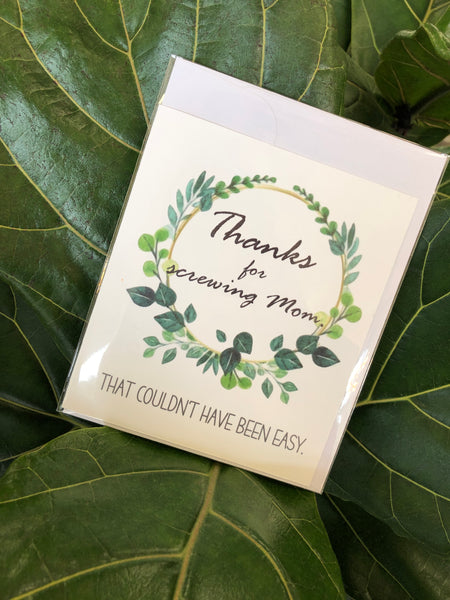 Thanks
for
screwing Mom.
THAT COULDN'T HAVE BEEN EASY.